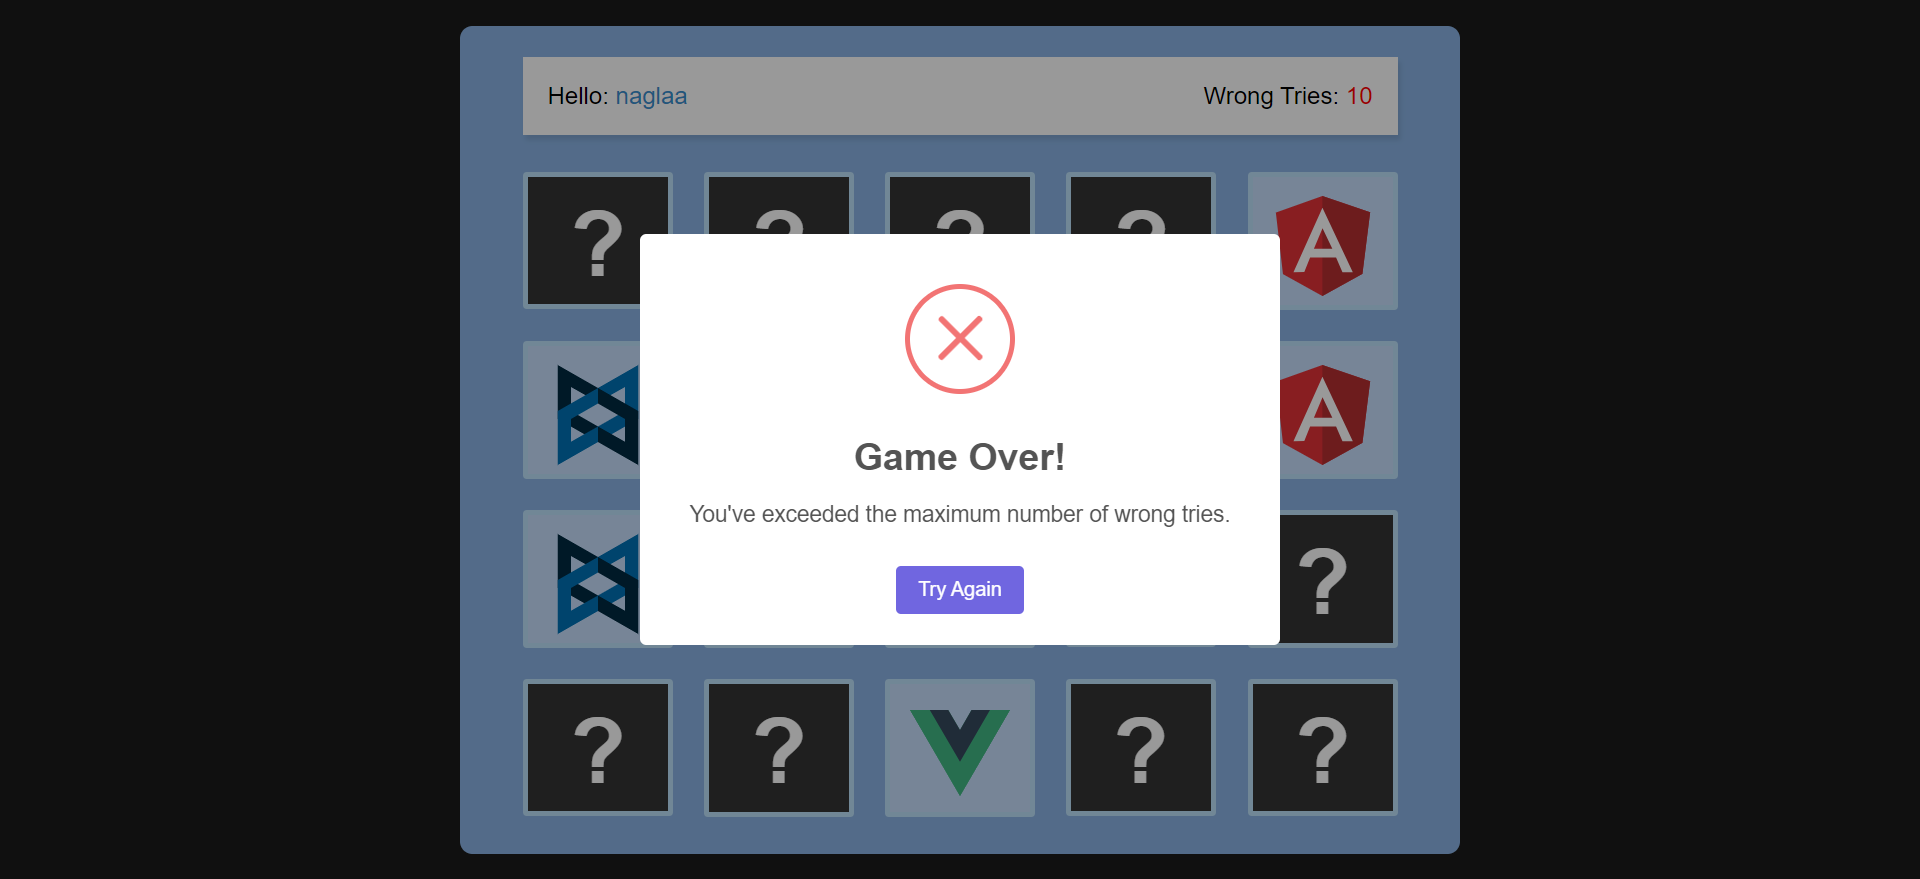 Hello: naglaa
Wrong Tries: 10
? ? ? ?
Game Over!
You've exceeded the maximum number of wrong tries.
Try Again
?
? ? ? ?